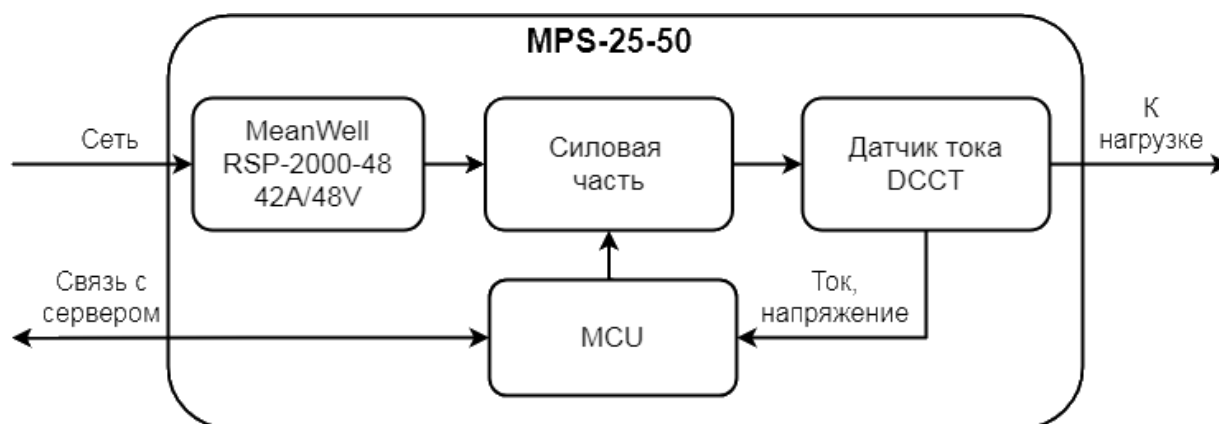 MPS-25-50
Сеть
MeanWell
RSP-2000-48
42A/48V
Силовая
часть
Датчик тока
DCCT
К
нагрузке
Связь с
сервером
MCU
Ток,
напряжение